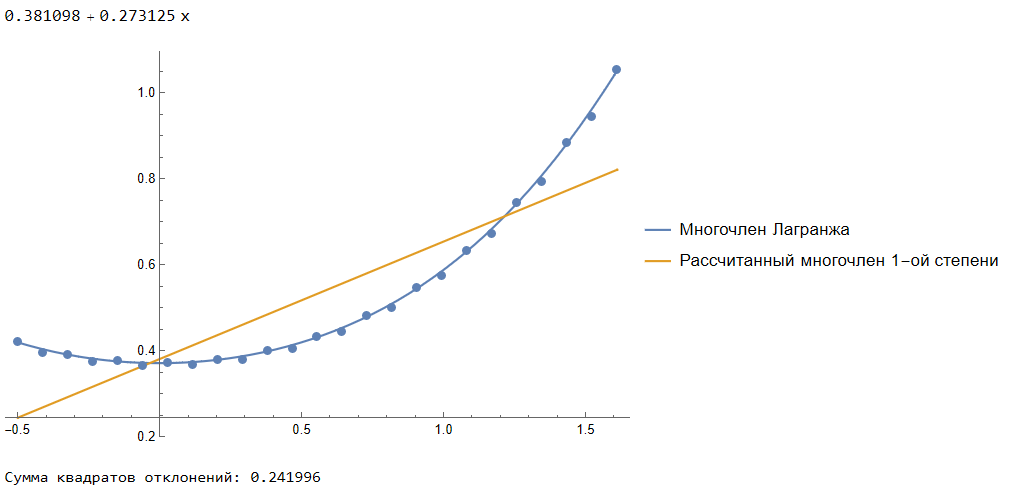 0.381098 + 0.273125 x
1.0
0.8
0.6
0.4
0.2
−0.5
0.5
1.0
1.5
Многочлен Лагранжа
Рассчитанный многочлен 1−ой степени
Сумма квадратов отклонений: 0.241996